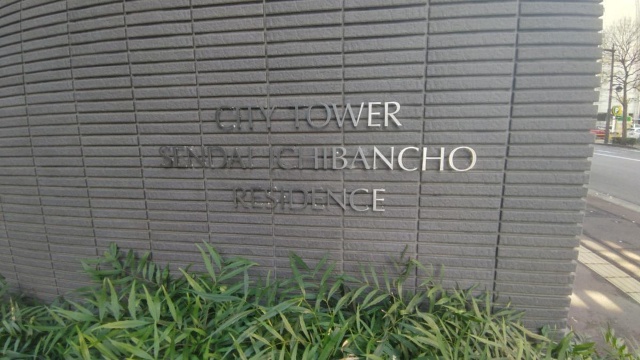 CITY TOWER
SENDAI ICHIBANCHO
RESIDENCE